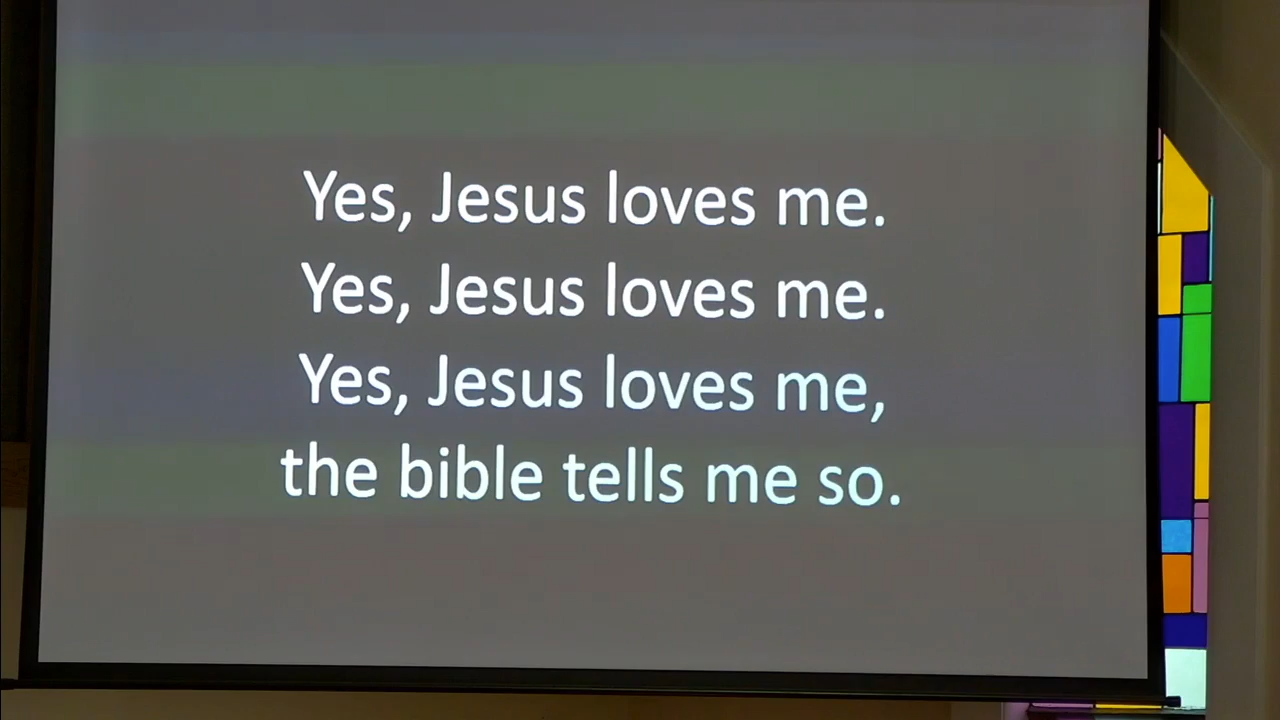 Yes, Jesus loves me.
Yes, Jesus loves me.
Yes, Jesus loves me,
the bible tells me so.